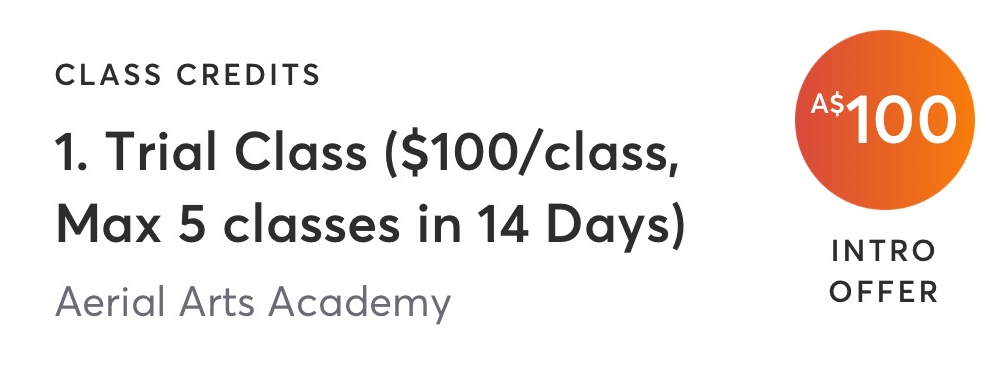 CLASS CREDITS
1. Trial Class ($100/class,
Max 5 classes in 14 Days)
Aerial Arts Academy
A$100
INTRO
OFFER